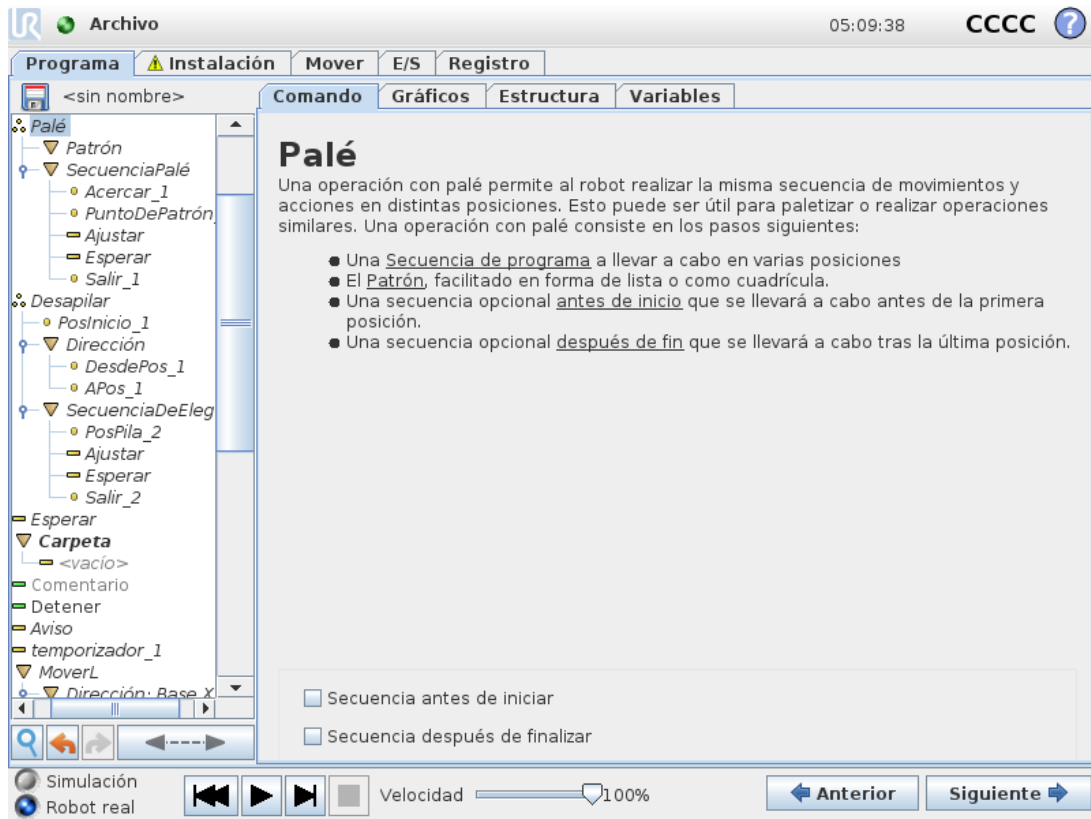 UR Archivo 05:09:38 CCCC ?
Programa Instalación Mover E/S Registro
<sin nombre>
Comando Gráficos Estructura Variables
Palé
Patrón
SecuenciaPalé
Acercar_1
PuntoDePatrón_
Ajustar
Esperar
Salir_1
Desapilar
PosInicio_1
Dirección
DesdePos_1
APos_1
SecuenciaDeEleg
PosPila_2
Ajustar
Esperar
Salir_2
Esperar
Carpeta
<vacío>
Comentario
Detener
Aviso
temporizador_1
MoverL
Dirección: Base X
Palé
Una operación con palé permite al robot realizar la misma secuencia de movimientos y
acciones en distintas posiciones. Esto puede ser útil para paletizar o realizar operaciones
similares. Una operación con palé consiste en los pasos siguientes:
● Una Secuencia de programa a llevar a cabo en varias posiciones
● El Patrón, facilitado en forma de lista o como cuadrícula.
● Una secuencia opcional antes de inicio que se llevará a cabo antes de la primera
posición.
● Una secuencia opcional después de fin que se llevará a cabo tras la última posición.
Secuencia antes de iniciar
Secuencia después de finalizar
Simulación
Robot real
Velocidad 100%
Anterior Siguiente